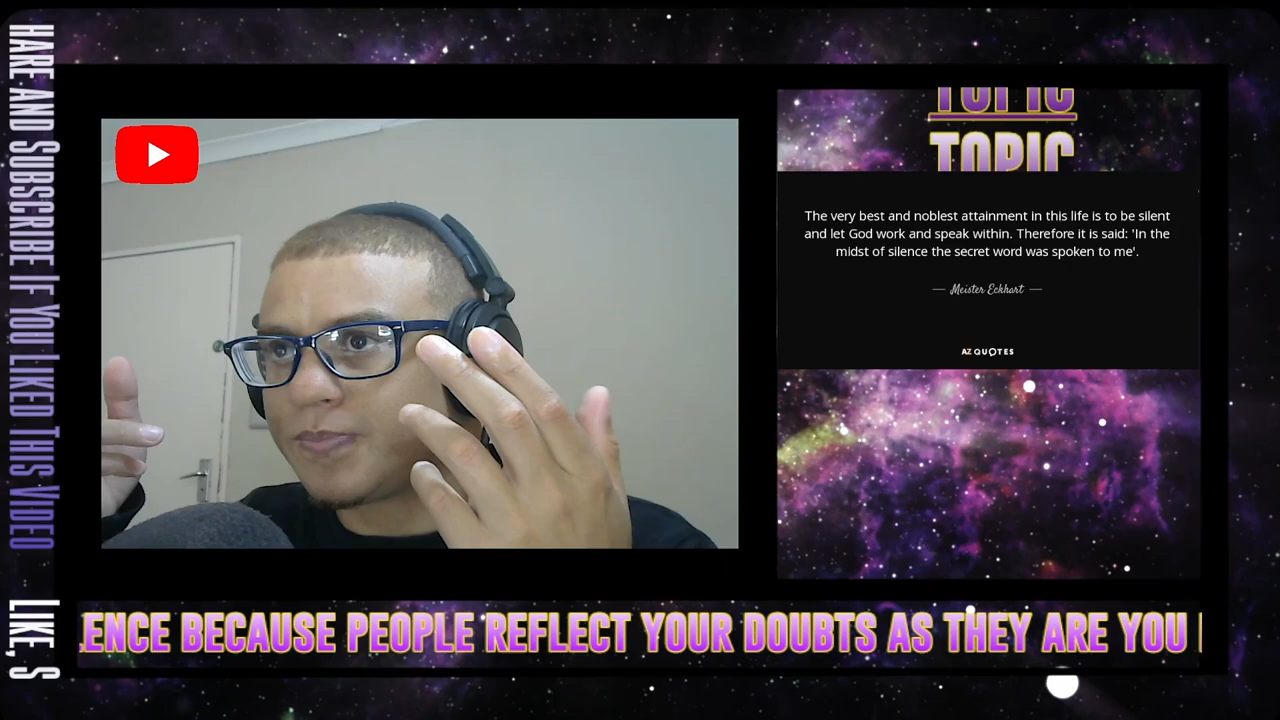 HARE AND SUBSCRIBE IF YOU LIKED THIS VIDEO
LIKE, S
TOPIC
TOPIC
The very best and noblest attainment in this life is to be silent
and let God work and speak within. Therefore it is said: 'In the
midst of silence the secret word was spoken to me'.
— Meister Eckhart —
AZ QUOTES
LENCE BECAUSE PEOPLE REFLECT YOUR DOUBTS AS THEY ARE YOU